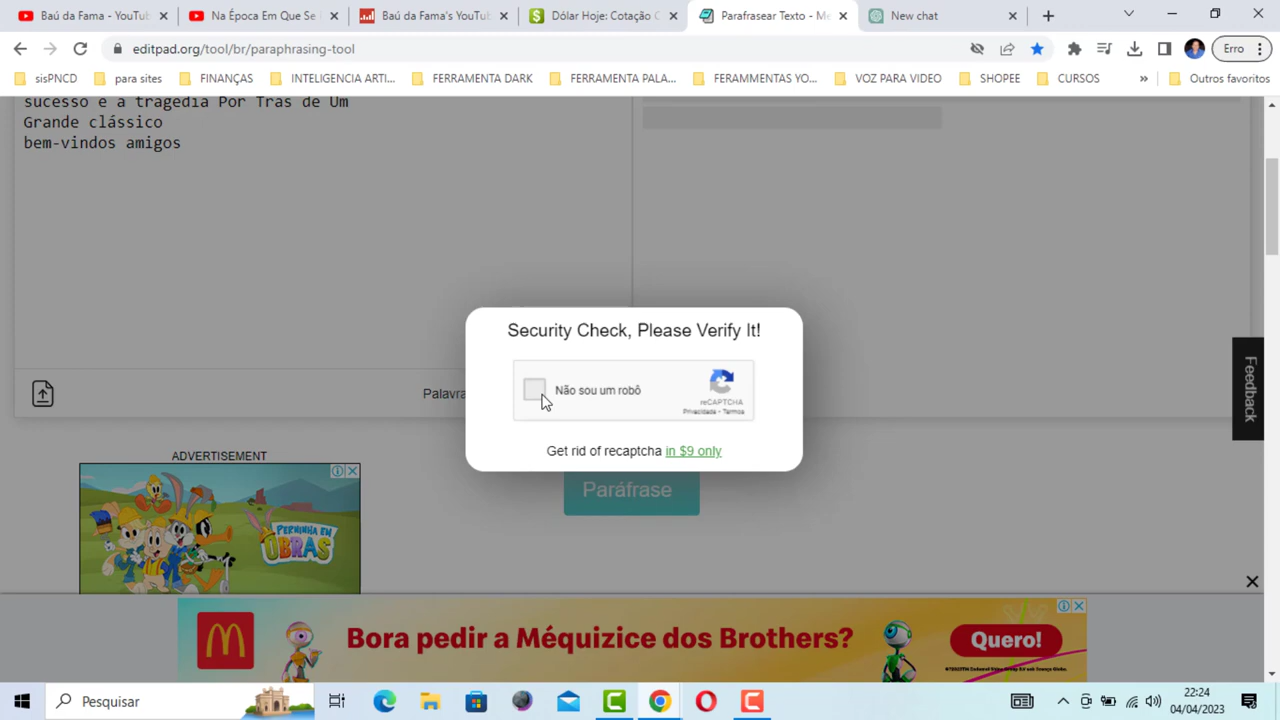 Baú da Fama - YouTub
Na Época Em Que Se
Baú da Fama's YouTub
Dólar Hoje: Cotação C
Parafrasear Texto - Me
New chat
editpad.org/tool/br/paraphrasing-tool
Erro
sisPNCD
para sites
FINANÇAS
INTELIGENCIA ARTI...
FERRAMENTA DARK
FERRAMENTA PALA...
FERAMMENTAS YO...
VOZ PARA VIDEO
SHOPEE
CURSOS
»
Outros favoritos
sucesso e a tragedia Por Tras de Um
Grande clássico
bem-vindos amigos
Security Check, Please Verify It!
Não sou um robô
reCAPTCHA
Privacidade - Termos
Get rid of recaptcha in $9 only
Palavra
Feedback
ADVERTISEMENT
Paráfrase
PERNINHA EM
OBRAS
Bora pedir a Méquizice dos Brothers?
Quero!
Pesquisar
22:24
04/04/2023